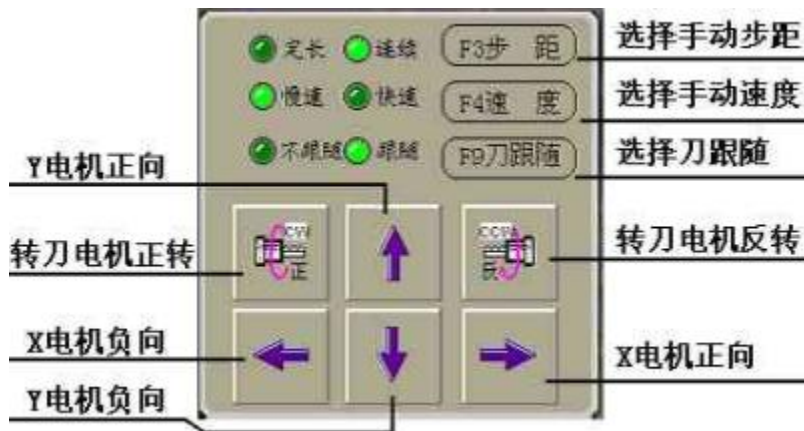 定长 连续 F3步 距 选择手动步距
慢速 快速 F4速 度 选择手动速度
不跟随 跟随 F9刀跟随 选择刀跟随
Y电机正向
转刀电机正转 正 反 转刀电机反转
X电机负向 X电机正向
Y电机负向